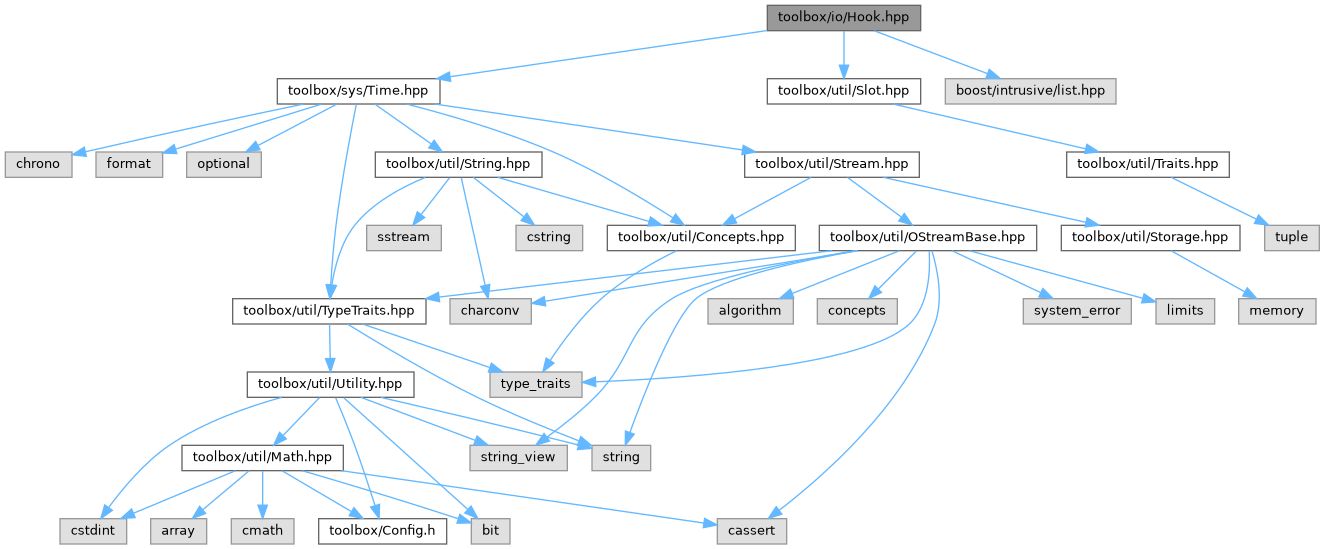 toolbox/io/Hook.hpp
toolbox/sys/Time.hpp
toolbox/util/Slot.hpp
boost/intrusive/list.hpp
chrono
format
optional
toolbox/util/String.hpp
toolbox/util/Stream.hpp
toolbox/util/Traits.hpp
sstream
cstring
toolbox/util/Concepts.hpp
toolbox/util/OStreamBase.hpp
toolbox/util/Storage.hpp
tuple
toolbox/util/TypeTraits.hpp
charconv
algorithm
concepts
system_error
limits
memory
toolbox/util/Utility.hpp
type_traits
toolbox/util/Math.hpp
string_view
string
cstdint
array
cmath
toolbox/Config.h
bit
cassert